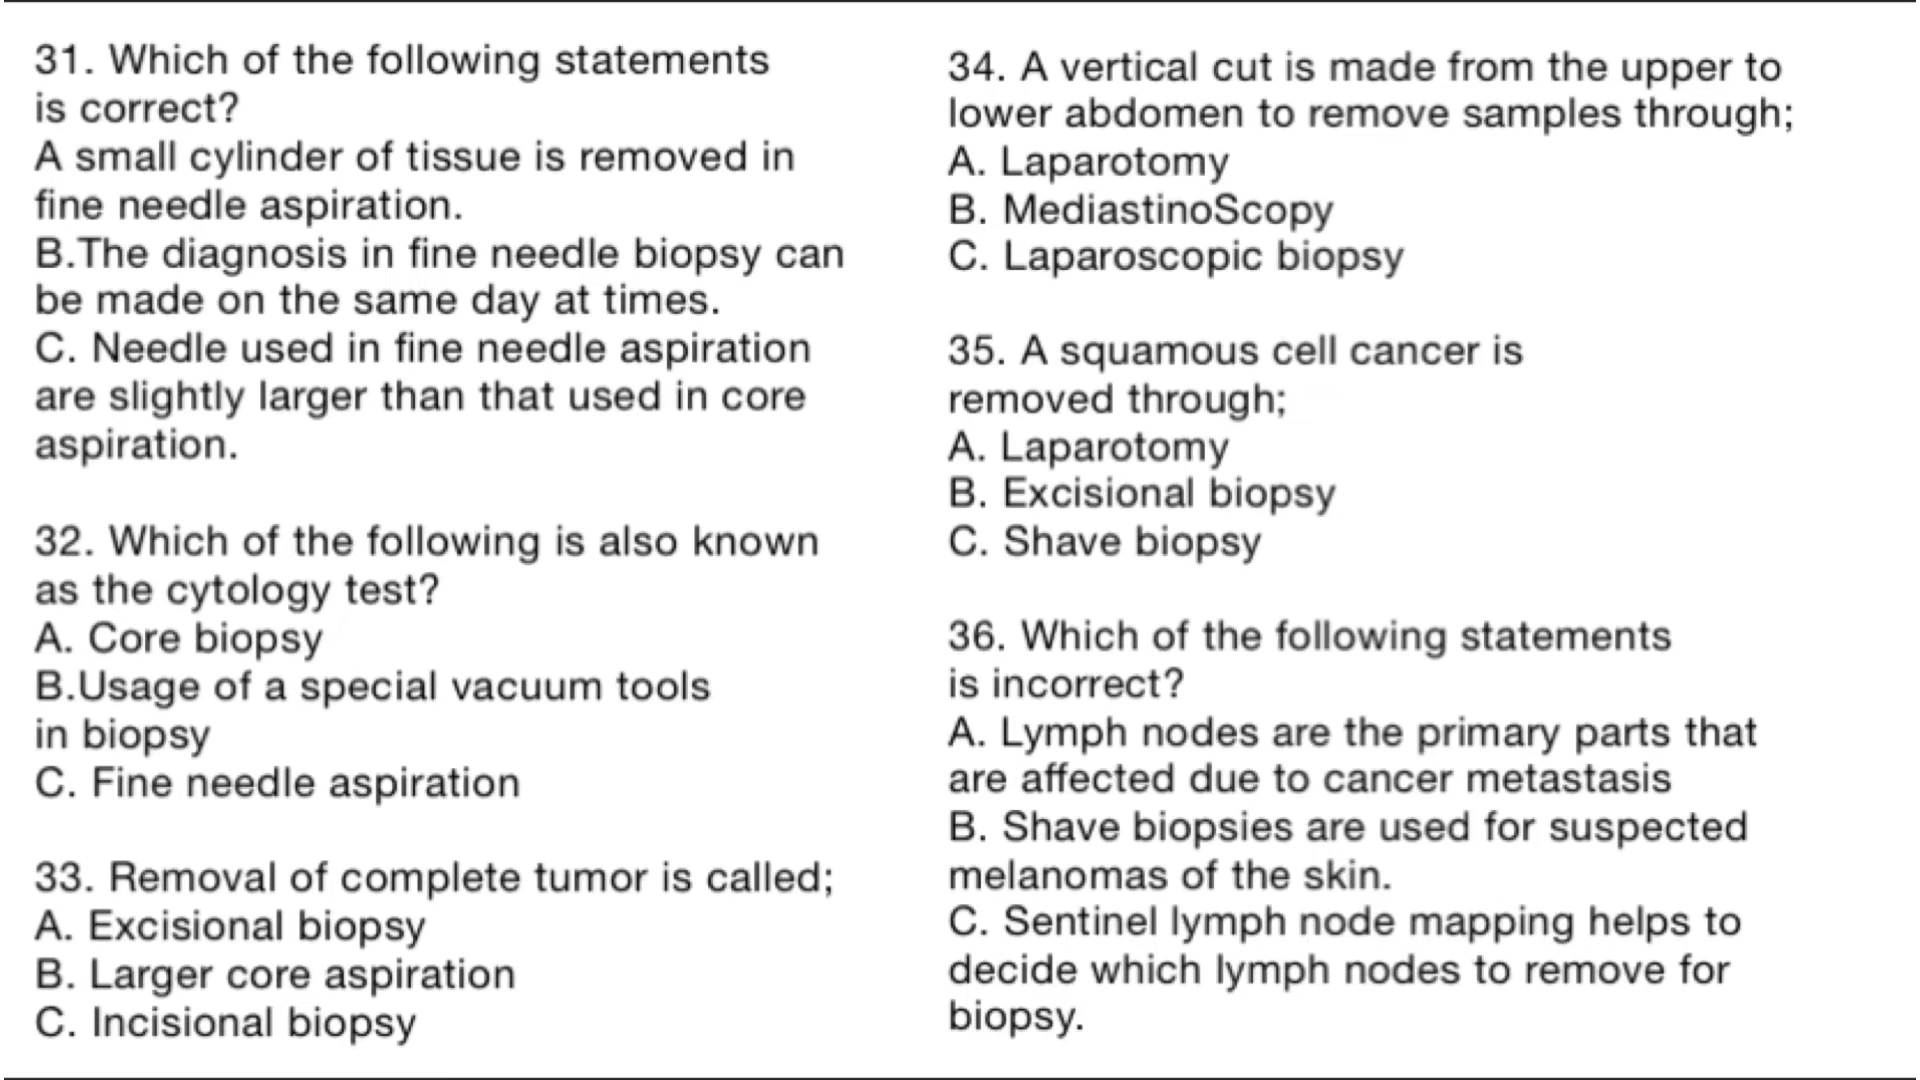 31. Which of the following statements
is correct?
A small cylinder of tissue is removed in
fine needle aspiration.
B.The diagnosis in fine needle biopsy can
be made on the same day at times.
C. Needle used in fine needle aspiration
are slightly larger than that used in core
aspiration.
32. Which of the following is also known
as the cytology test?
A. Core biopsy
B.Usage of a special vacuum tools
in biopsy
C. Fine needle aspiration
33. Removal of complete tumor is called;
A. Excisional biopsy
B. Larger core aspiration
C. Incisional biopsy
34. A vertical cut is made from the upper to
lower abdomen to remove samples through;
A. Laparotomy
B. MediastinoScopy
C. Laparoscopic biopsy
35. A squamous cell cancer is
removed through;
A. Laparotomy
B. Excisional biopsy
C. Shave biopsy
36. Which of the following statements
is incorrect?
A. Lymph nodes are the primary parts that
are affected due to cancer metastasis
B. Shave biopsies are used for suspected
melanomas of the skin.
C. Sentinel lymph node mapping helps to
decide which lymph nodes to remove for
biopsy.